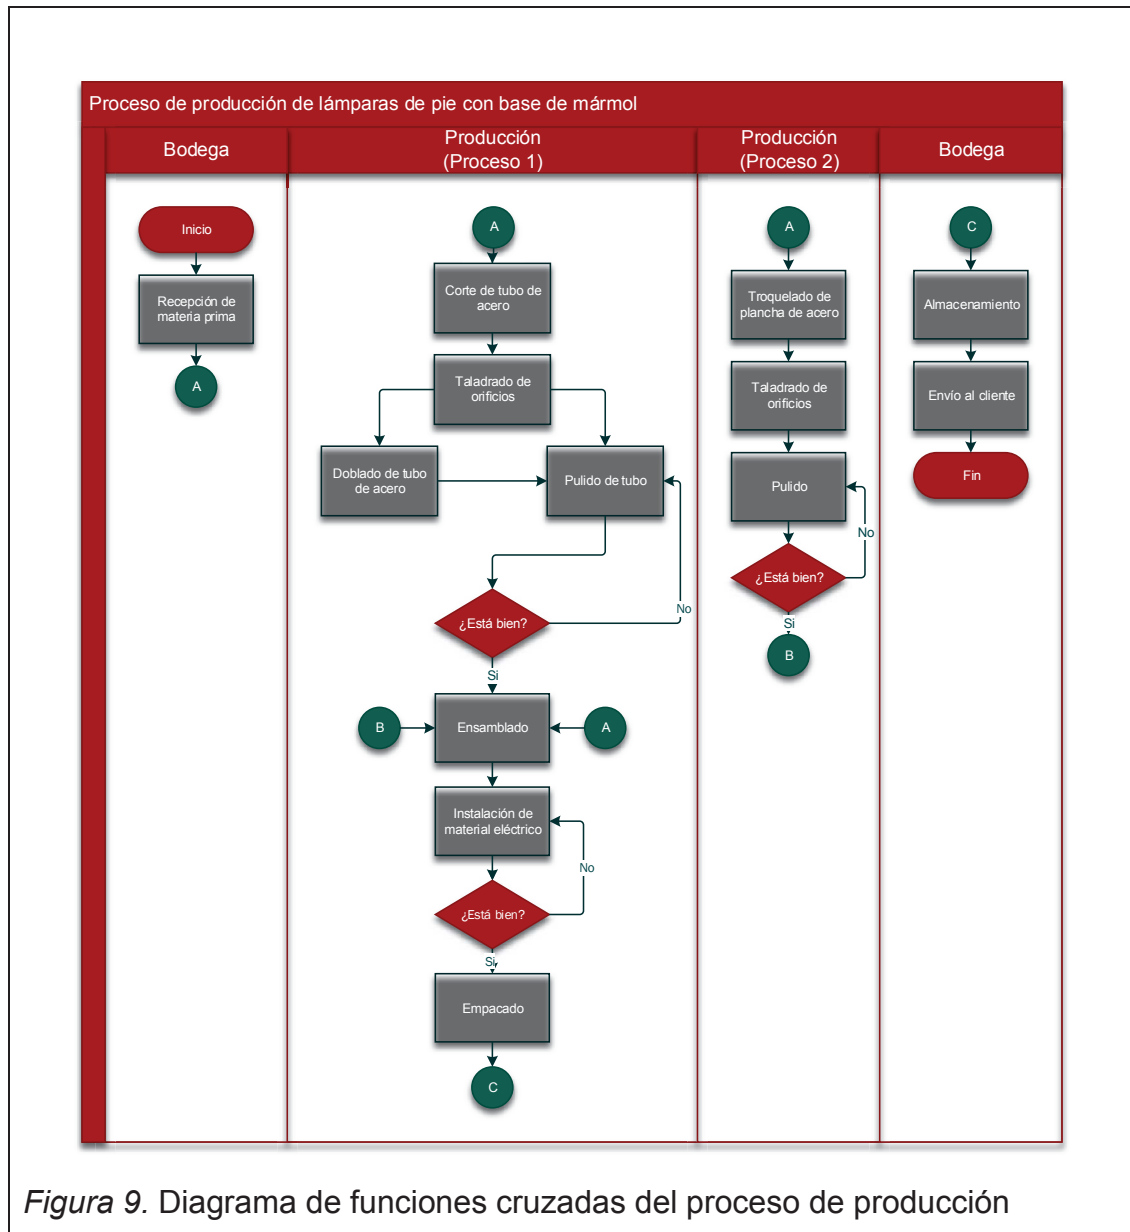 Proceso de producción de lámparas de pie con base de mármol
Bodega
Producción
(Proceso 1)
Producción
(Proceso 2)
Bodega
Inicio
Recepción de
materia prima
A
A
Corte de tubo de
acero
Taladrado de
orificios
Doblado de tubo
de acero
Pulido de tubo
¿Está bien?
No
Si
B
Ensamblado
A
Instalación de
material eléctrico
No
¿Está bien?
Si
Empacado
C
A
Troquelado de
plancha de acero
Taladrado de
orificios
Pulido
No
¿Está bien?
Si
B
C
Almacenamiento
Envío al cliente
Fin
Figura 9. Diagrama de funciones cruzadas del proceso de producción